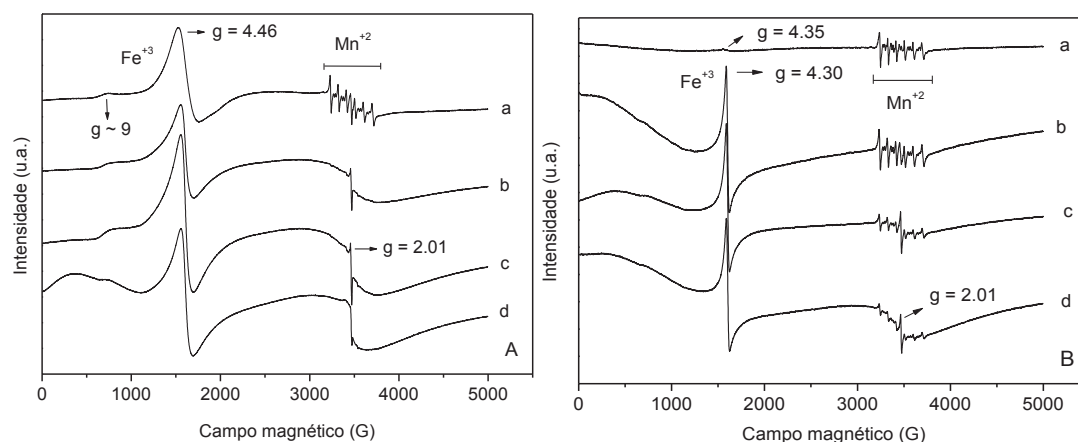 Intensidade (u.a.)
g = 4.46
Fe+3
Mn+2
g ~ 9
a
b
g = 2.01
c
d
A
0 1000 2000 3000 4000 5000
Campo magnético (G)
Intensidade (u.a.)
g = 4.35
a
Fe+3
g = 4.30
Mn+2
b
c
g = 2.01
d
B
0 1000 2000 3000 4000 5000
Campo magnético (G)